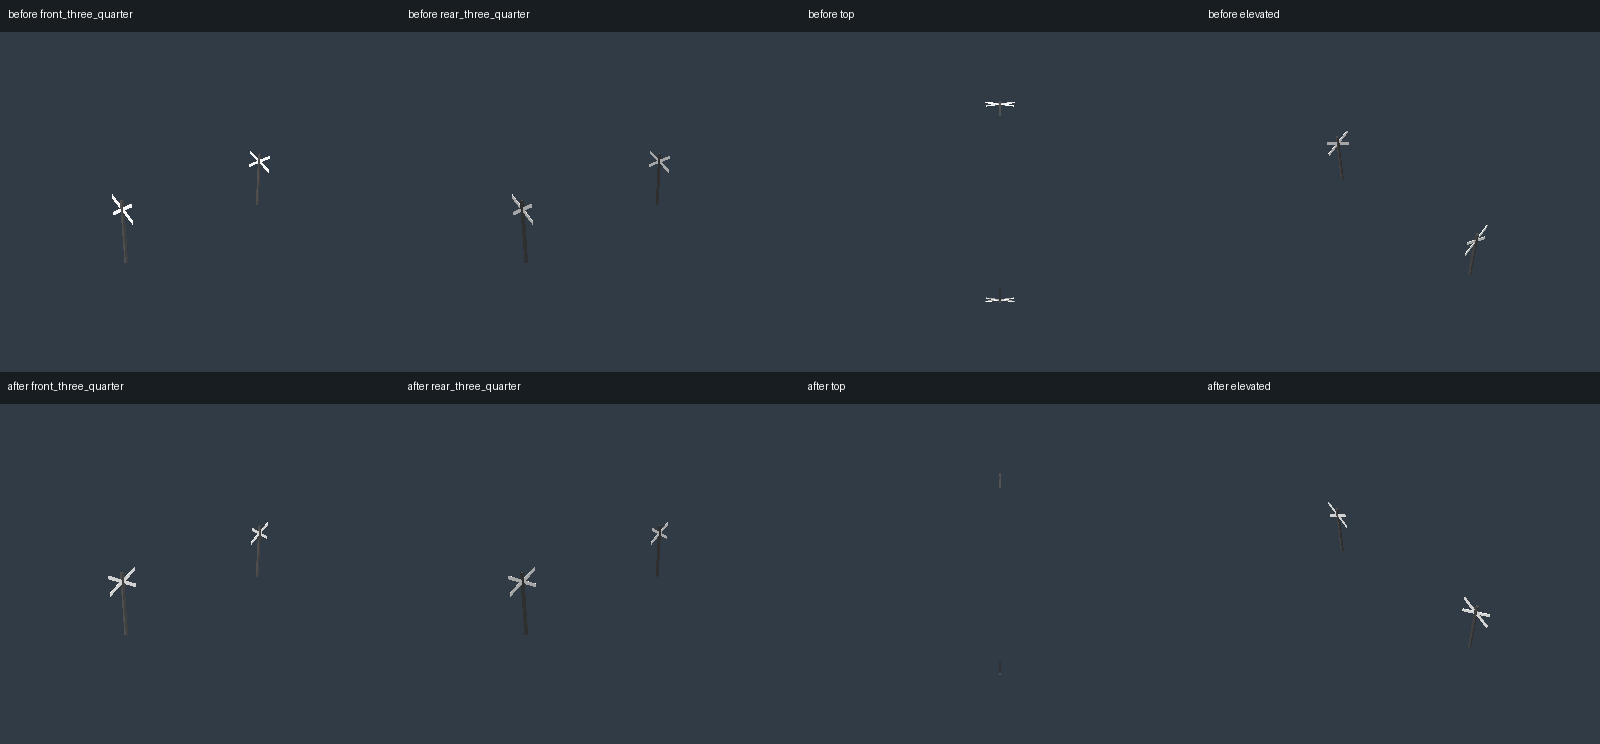 before front_three_quarter
before rear_three_quarter
before top
before elevated
after front_three_quarter
after rear_three_quarter
after top
after elevated